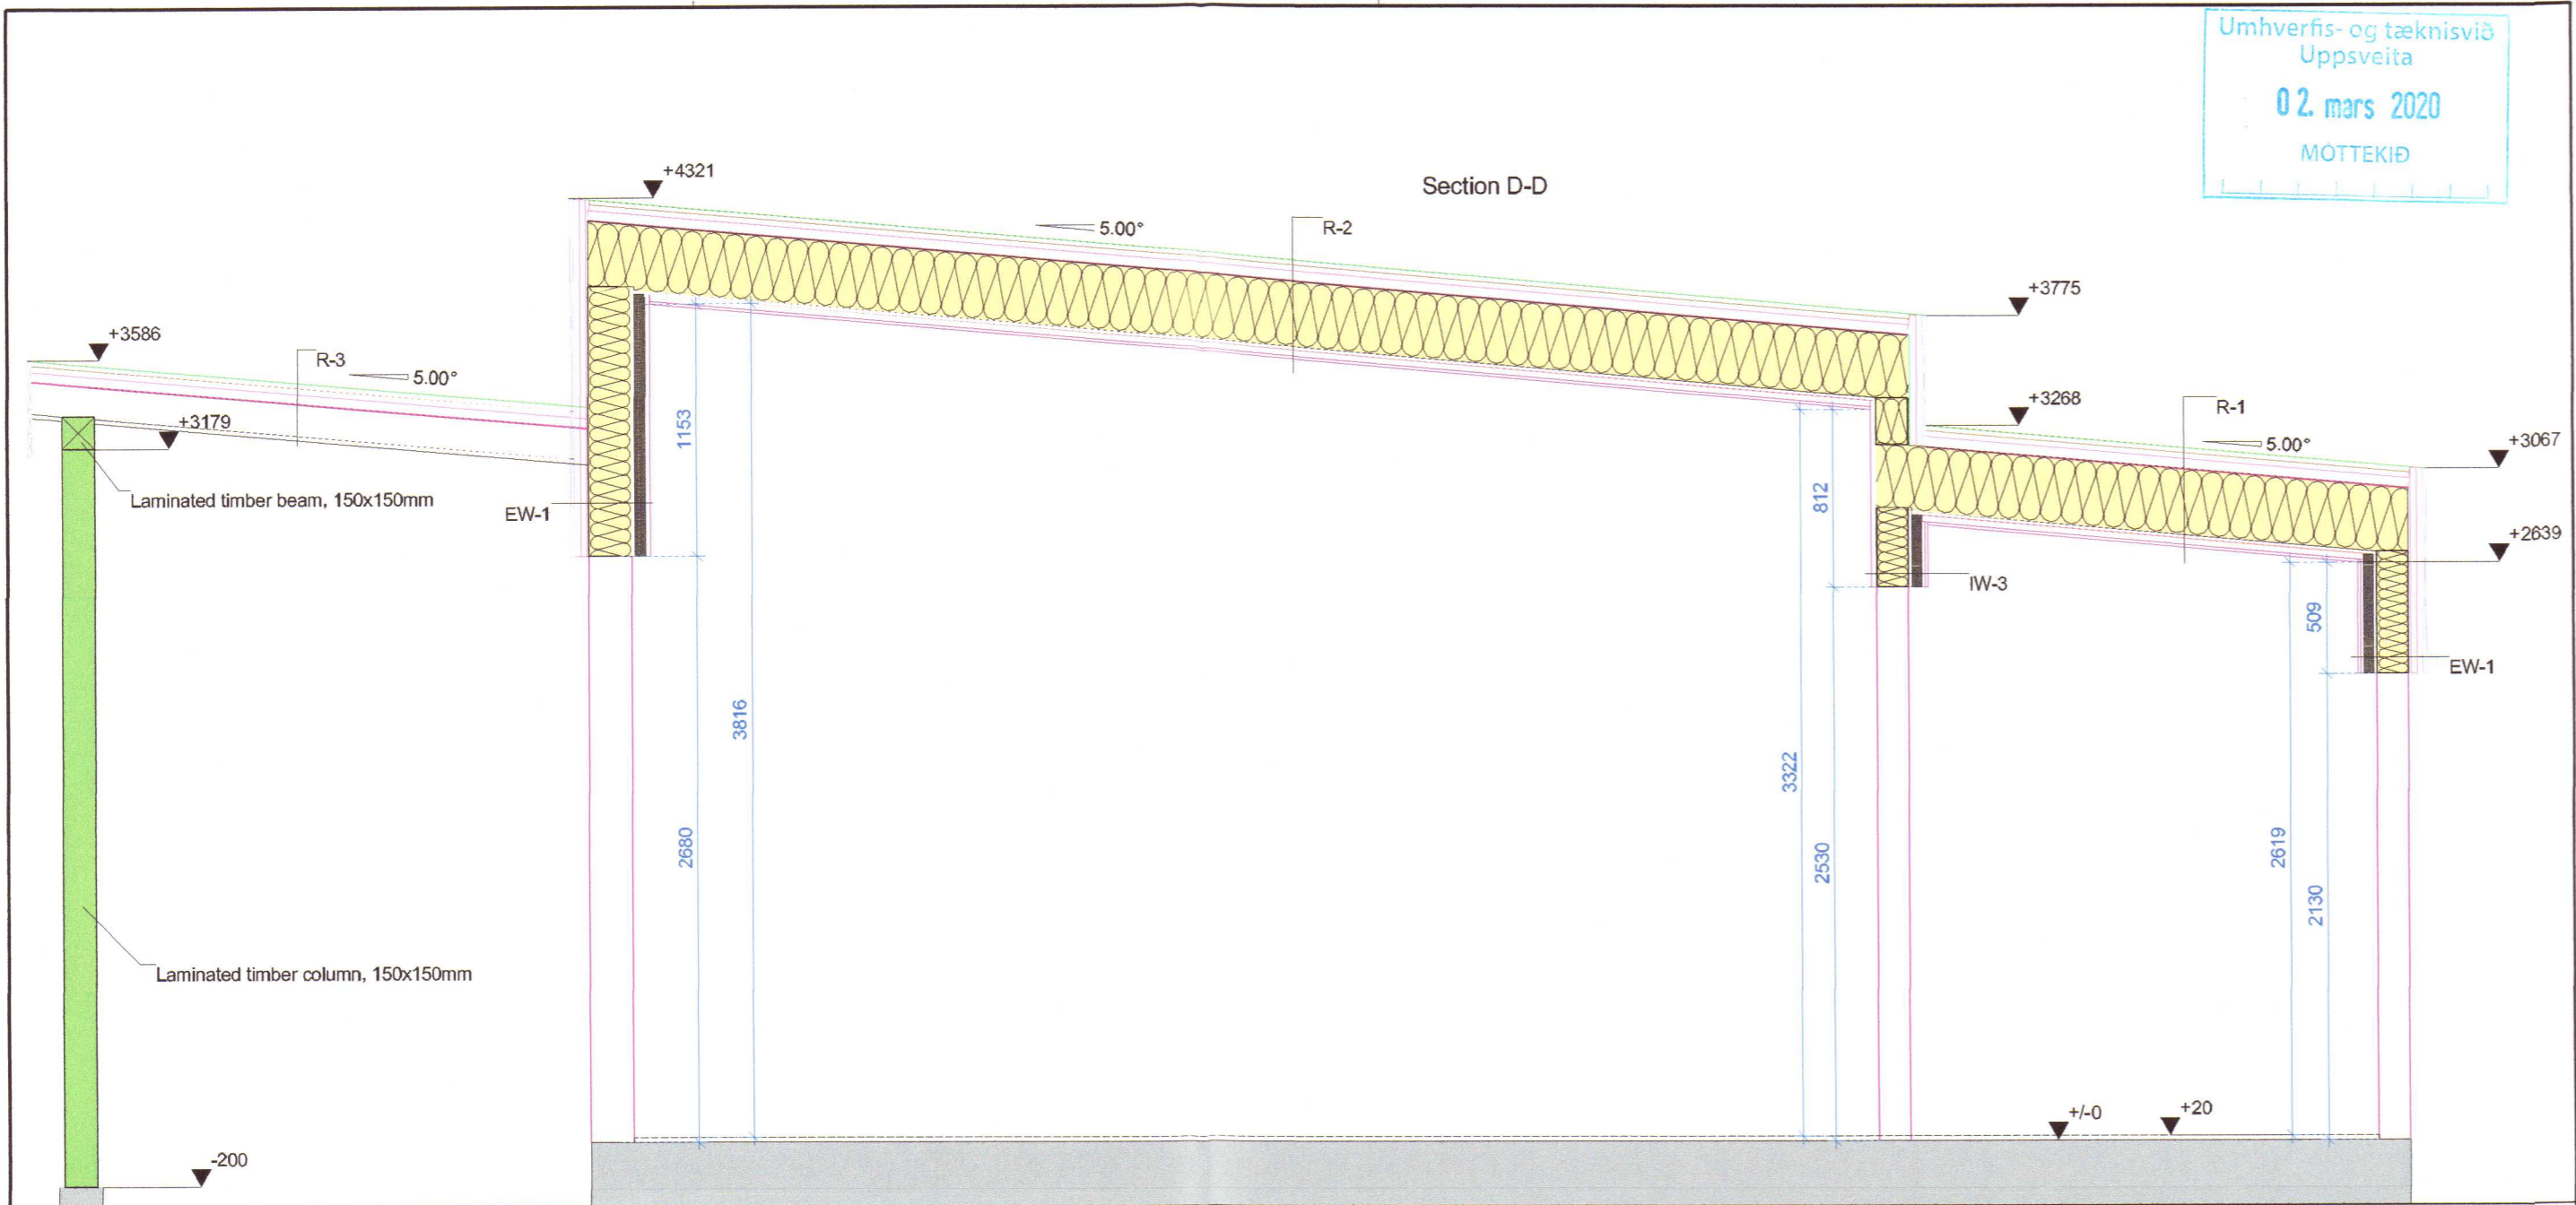 Umhverfis- og tæknisvið
Uppsveita
02. mars 2020
MÓTTEKIÐ
Section D-D
+4321
5.00°
R-2
+3775
+3586
R-3
5.00°
+3179
+3268
R-1
5.00°
+3067
Laminated timber beam, 150x150mm
EW-1
1153
812
+2639
IW-3
509
EW-1
3816
3322
2680
2530
2619
2130
Laminated timber column, 150x150mm
+/-0
+20
-200